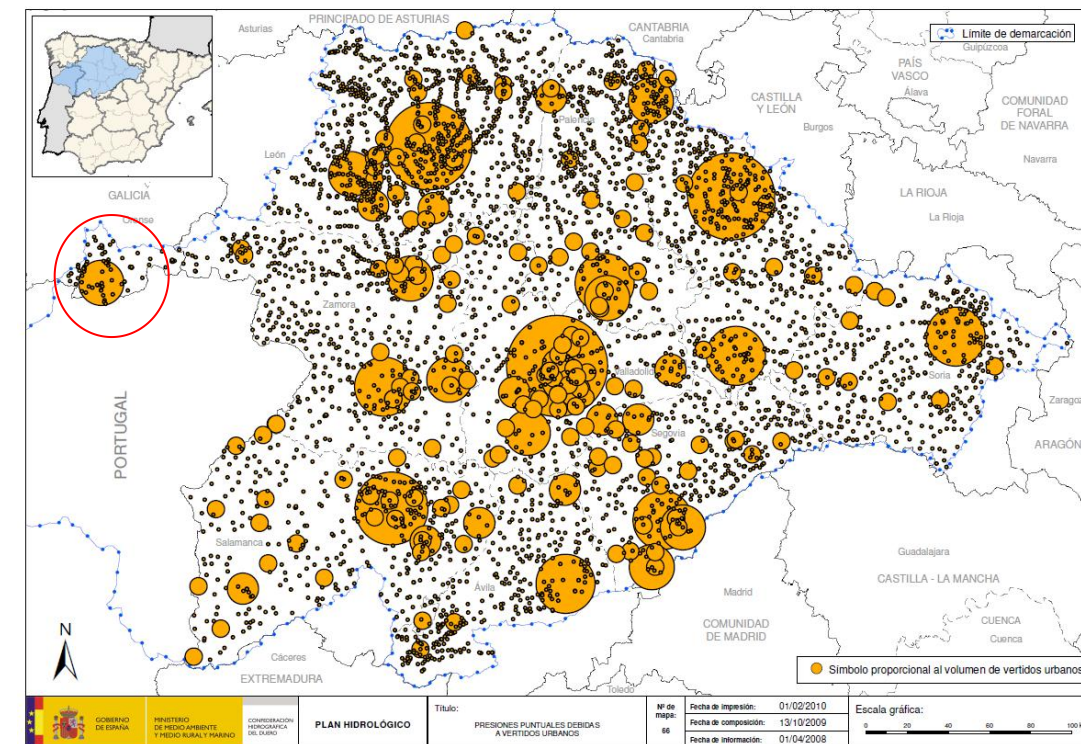 PRINCIPADO DE ASTURIAS
Asturias
CANTABRIA
Cantabria
Límite de demarcación
Guipúzcoa
PAÍS
VASCO
Álava
CASTILLA
Y LEÓN
COMUNIDAD
FORAL
DE NAVARRA
Palencia
Burgos
León
Navarra
GALICIA
LA RIOJA
Orense
La Rioja
Zamora
Valladolid
Soria
Zaragoz
PORTUGAL
Segovia
ARAGÓN
Salamanca
Guadalajara
Ávila
CASTILLA - LA MANCHA
Madrid
CUENCA
COMUNIDAD
DE MADRID
Cuenca
N
Cáceres
EXTREMADURA
Toledo
Símbolo proporcional al volumen de vertidos urbanos
GOBIERNO
DE ESPAÑA
MINISTERIO
DE MEDIO AMBIENTE
Y MEDIO RURAL Y MARINO
CONFEDERACIÓN
HIDROGRÁFICA
DEL DUERO
PLAN HIDROLÓGICO
Título:
PRESIONES PUNTUALES DEBIDAS
A VERTIDOS URBANOS
Nº de
mapa:
66
Fecha de impresión: 01/02/2010
Fecha de composición: 13/10/2009
Fecha de información: 01/04/2008
Escala gráfica:
0 20 40 60 80 100 k